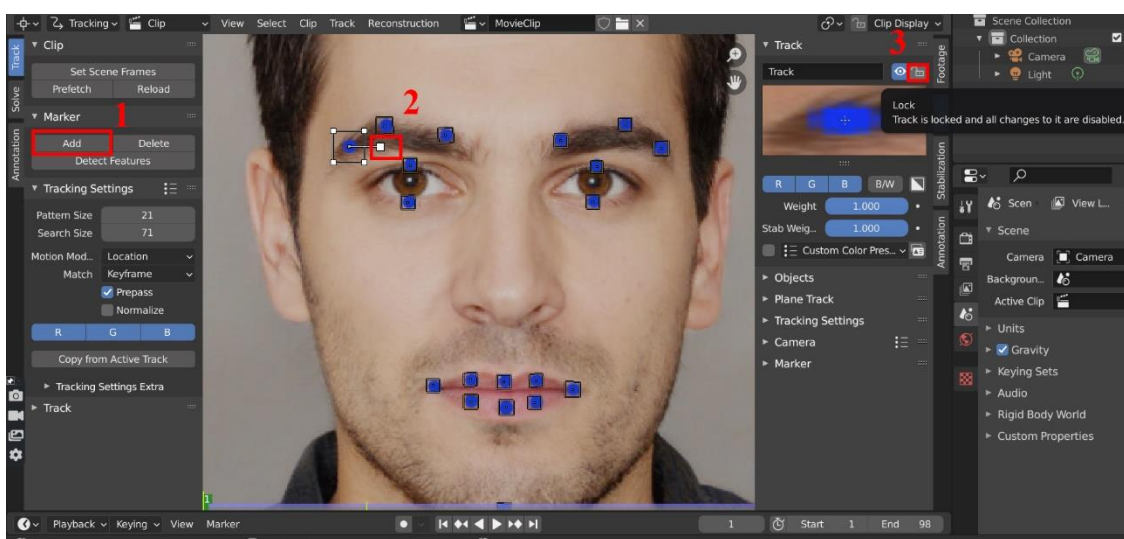 Tracking Clip View Select Clip Track Reconstruction MovieClip Clip Display
Scene Collection
Collection
Camera
Light
Track
Solve
Annotation
Clip
Set Scene Frames
Prefetch Reload
1
Marker
Add Delete
Detect Features
Tracking Settings
Pattern Size 21
Search Size 71
Motion Mod... Location
Match Keyframe
Prepass
Normalize
R G B
Copy from Active Track
Tracking Settings Extra
Track
2
3
Track
Track
Lock
Track is locked and all changes to it are disabled.
R G B B/W
Weight 1.000
Stab Weig... 1.000
Custom Color Pres...
Objects
Plane Track
Tracking Settings
Camera
Marker
Footage
Stabilization
Annotation
Scen View L...
Scene
Camera Camera
Backgroun...
Active Clip
Units
Gravity
Keying Sets
Audio
Rigid Body World
Custom Properties
1
Playback Keying View Marker 1 Start 1 End 98